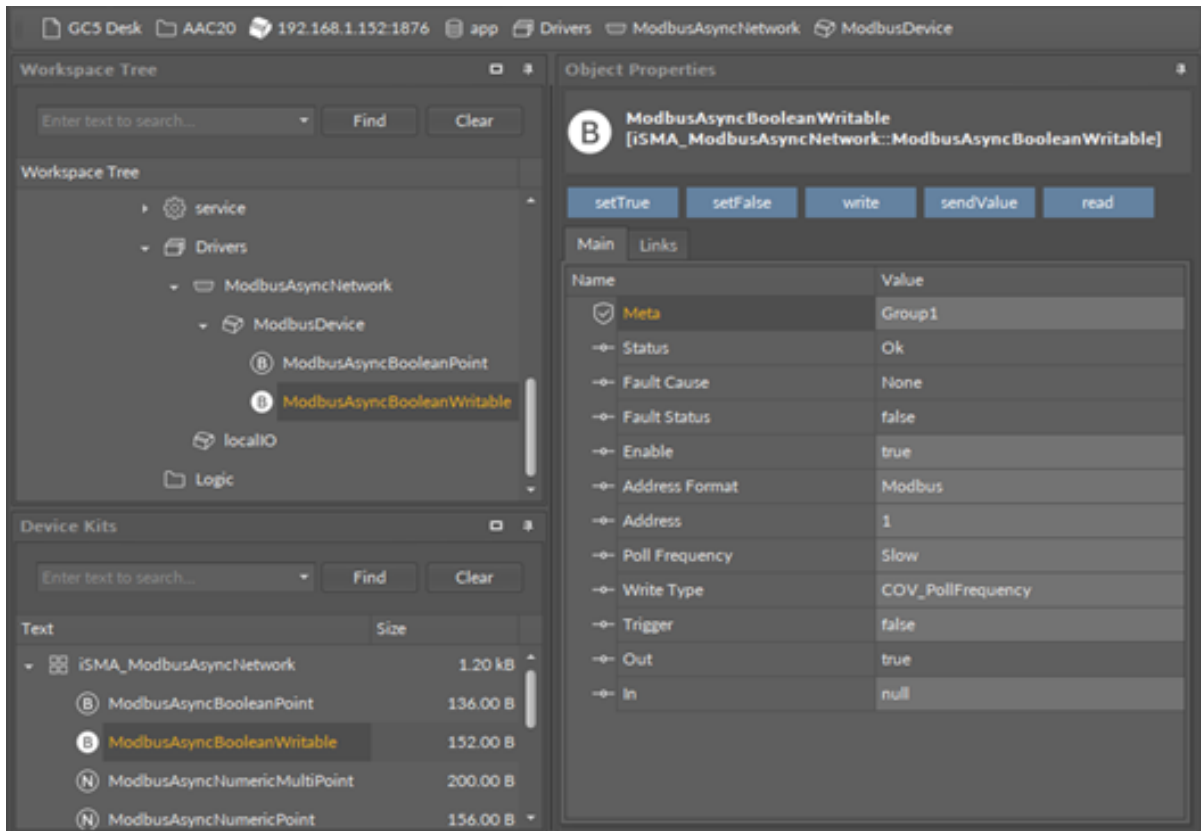 GC5 Desk AAC20 192.168.1.152:1876 app Drivers ModbusAsyncNetwork ModbusDevice
Workspace Tree
Enter text to search... Find Clear
Workspace Tree
service
Drivers
ModbusAsyncNetwork
ModbusDevice
B ModbusAsyncBooleanPoint
B ModbusAsyncBooleanWritable
localIO
Logic
Device Kits
Enter text to search... Find Clear
Text Size
iSMA_ModbusAsyncNetwork 1.20 kB
B ModbusAsyncBooleanPoint 136.00 B
B ModbusAsyncBooleanWritable 152.00 B
N ModbusAsyncNumericMultiPoint 200.00 B
N ModbusAsyncNumericPoint 156.00 B
Object Properties
B ModbusAsyncBooleanWritable
[iSMA_ModbusAsyncNetwork::ModbusAsyncBooleanWritable]
setTrue setFalse write sendValue read
Main Links
Name Value
Meta Group1
Status Ok
Fault Cause None
Fault Status false
Enable true
Address Format Modbus
Address 1
Poll Frequency Slow
Write Type COV_PollFrequency
Trigger false
Out true
In null